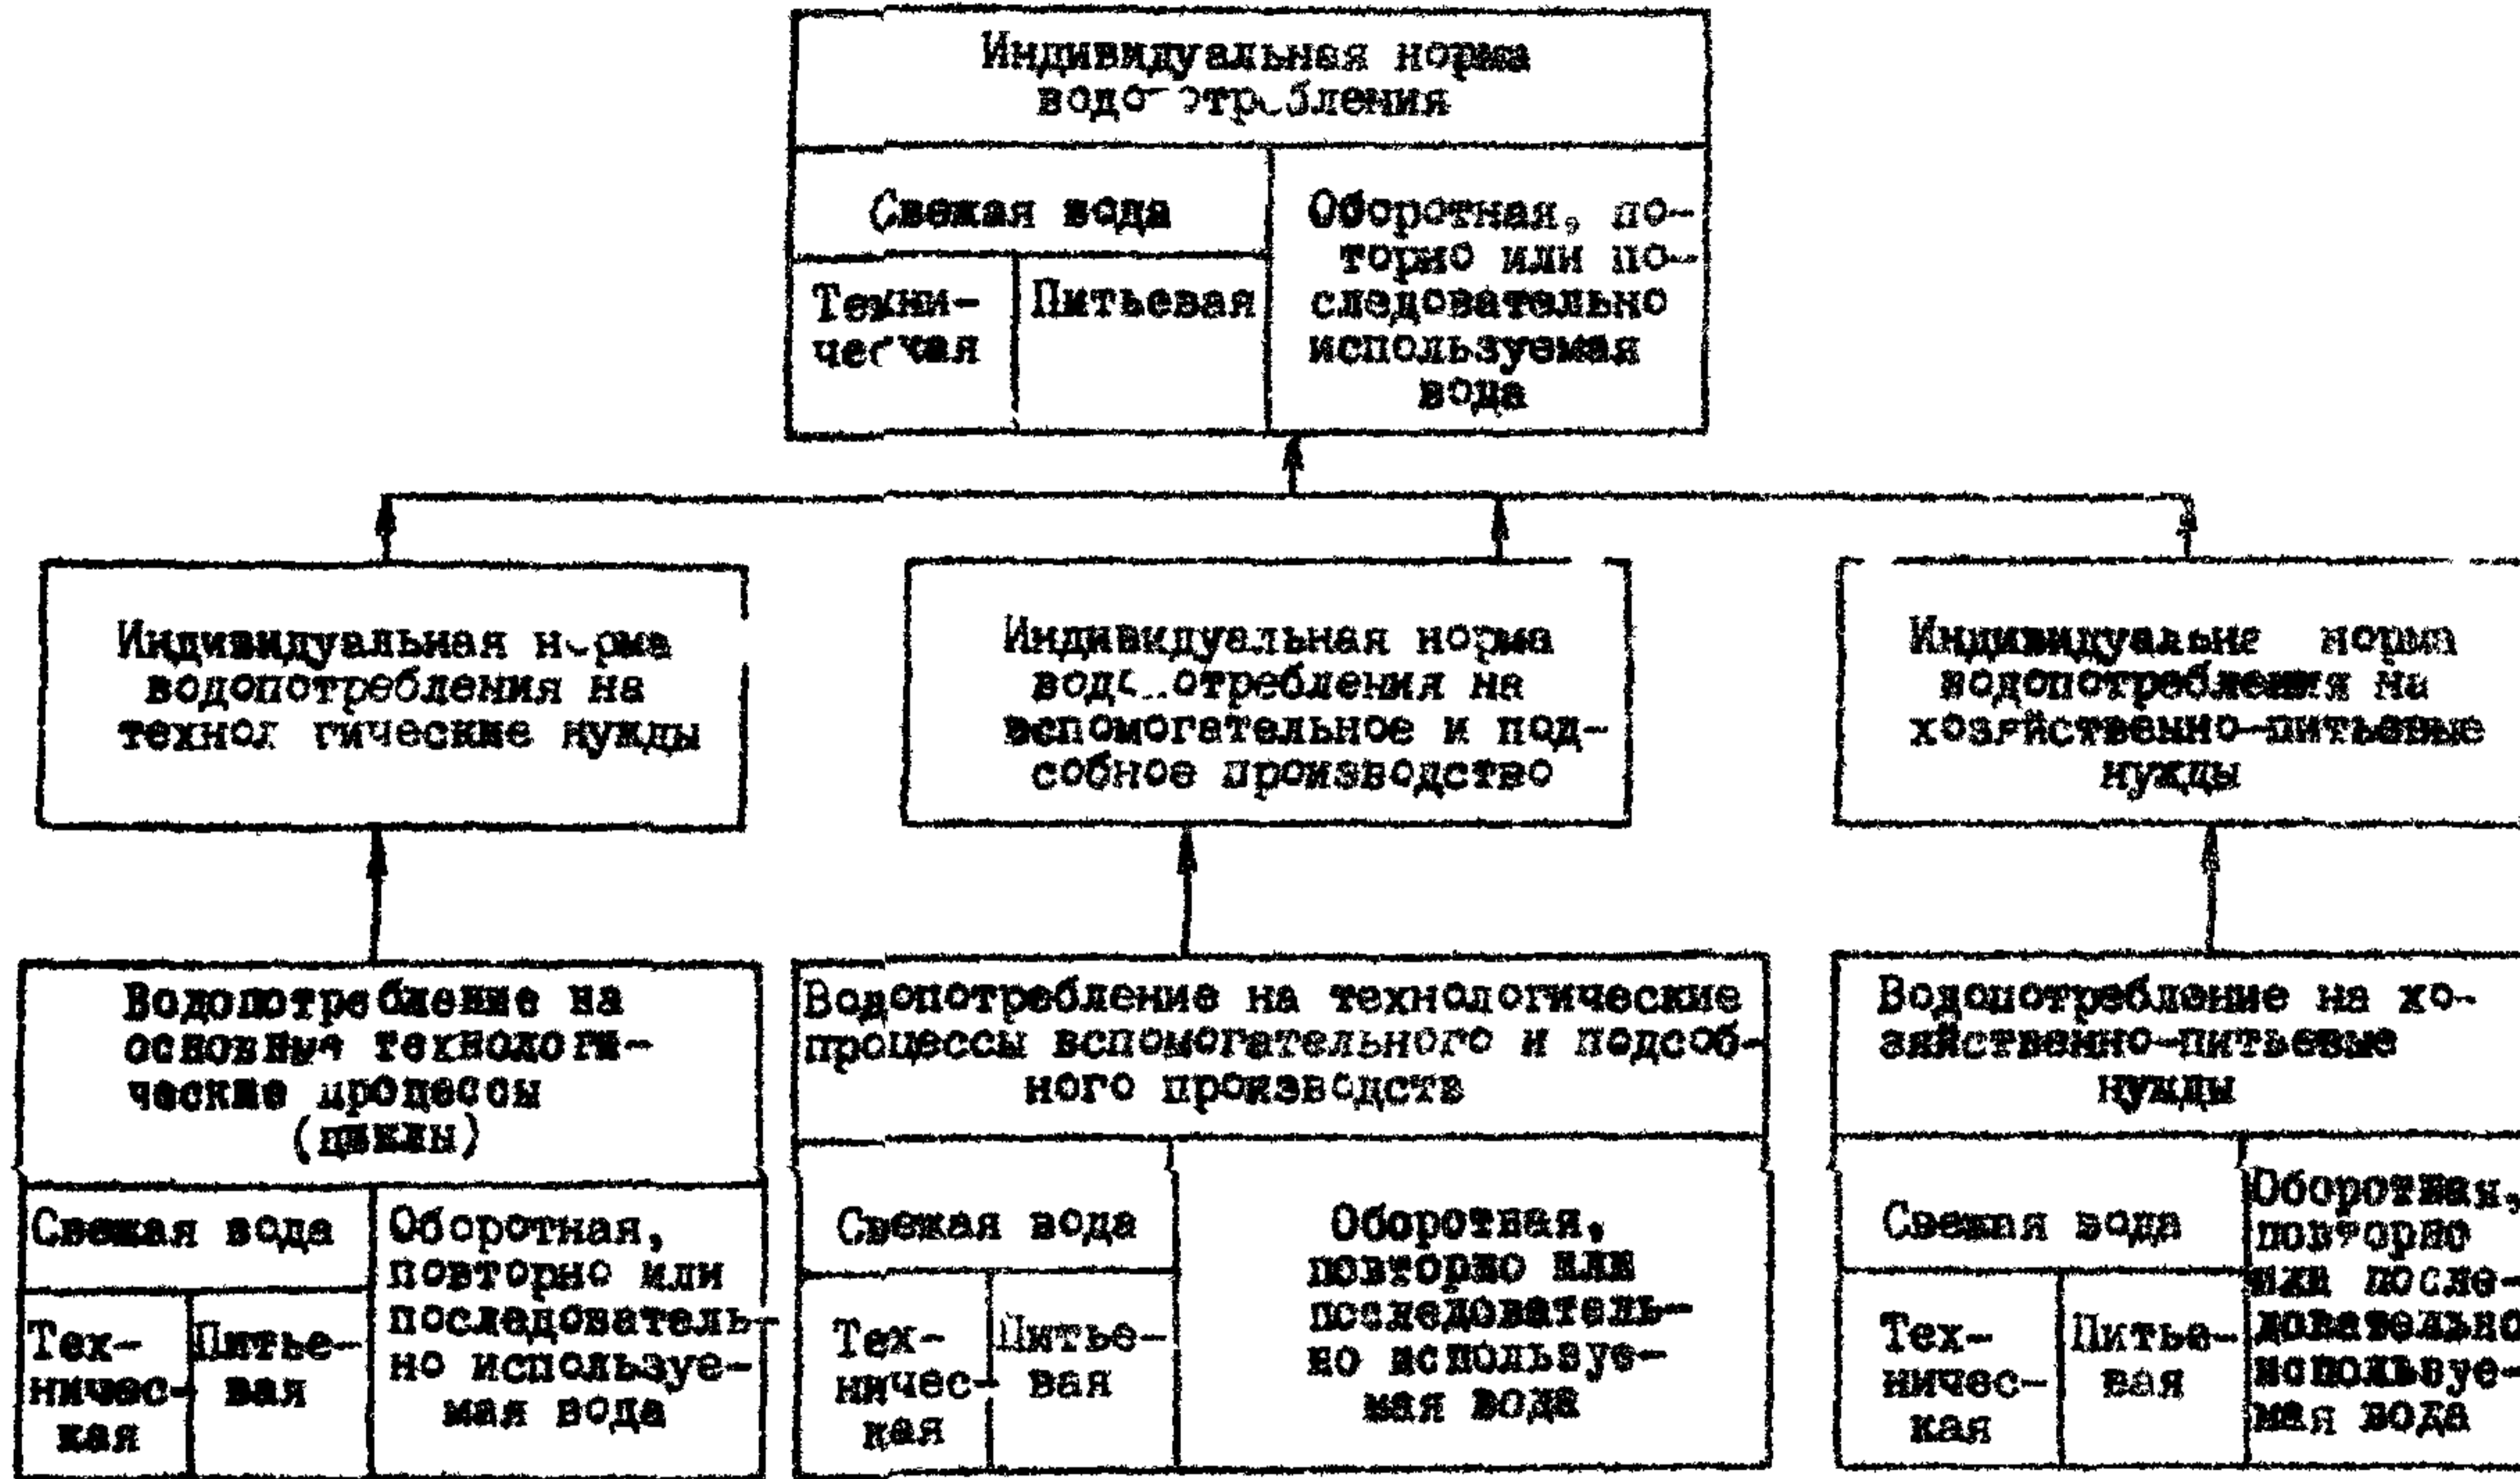 Индивидуальная норма
водопотребления
Свежая вода
Техни-
ческая
Питьевая
Оборотная, по-
торно или по-
следовательно
используемая
вода
Индивидуальная норма
водопотребления на
технологические нужды
Индивидуальная норма
водопотребления на
вспомогательное и под-
собное производство
Индивидуальна норма
водопотребления на
хозяйственно-питьевые
нужды
Водопотребление на
основные технологи-
ческие процессы
(циклы)
Свежая вода
Тех-
ничес-
кая
Питье-
вая
Оборотная,
повторно или
последователь-
но используе-
мая вода
Водопотребление на технологические
процессы вспомогательного и подсоб-
ного производств
Свежая вода
Тех-
ничес-
кая
Питье-
вая
Оборотная,
повторно или
последователь-
но используе-
мая вода
Водопотребление на хо-
зяйственно-питьевые
нужды
Свежая вода
Тех-
ничес-
кая
Питье-
вая
Оборотная,
повторно
или после-
довательно
используе-
мая вода